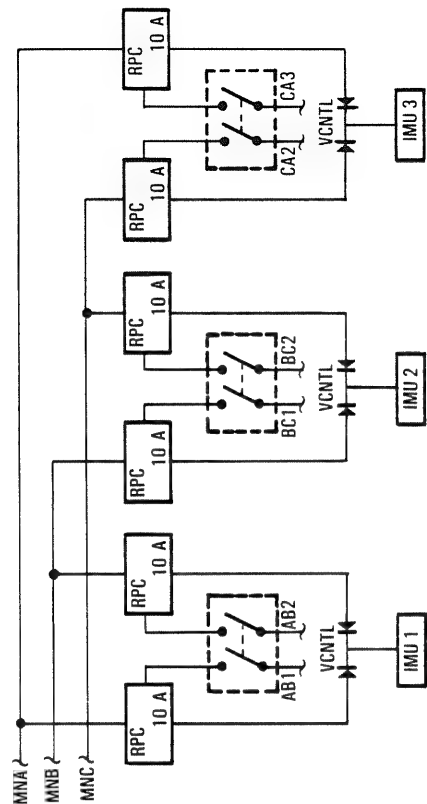 MNA
MNB
MNC
RPC
10 A
RPC
10 A
AB1
AB2
VCNTL
IMU 1
RPC
10 A
RPC
10 A
BC1
BC2
VCNTL
IMU 2
RPC
10 A
RPC
10 A
CA2
CA3
VCNTL
IMU 3